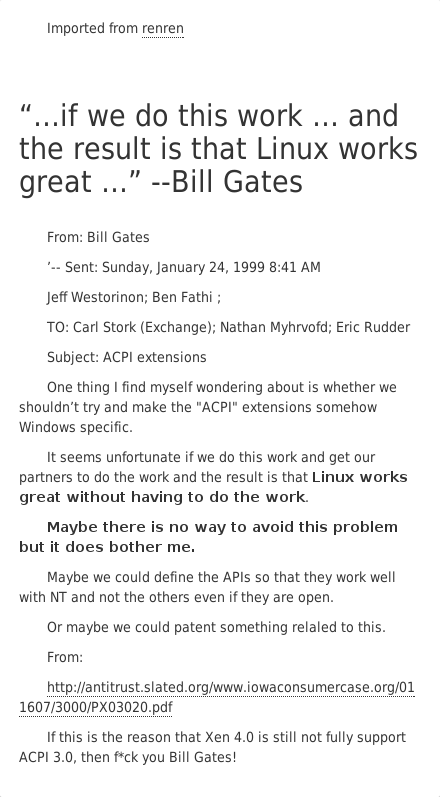 Imported from renren
“…if we do this work … and
the result is that Linux works
great …” --Bill Gates
From: Bill Gates
’-- Sent: Sunday, January 24, 1999 8:41 AM
Jeff Westorinon; Ben Fathi ;
TO: Carl Stork (Exchange); Nathan Myhrvofd; Eric Rudder
Subject: ACPI extensions
One thing I find myself wondering about is whether we
shouldn’t try and make the "ACPI" extensions somehow
Windows specific.
It seems unfortunate if we do this work and get our
partners to do the work and the result is that Linux works
great without having to do the work.
Maybe there is no way to avoid this problem
but it does bother me.
Maybe we could define the APIs so that they work well
with NT and not the others even if they are open.
Or maybe we could patent something relaled to this.
From:
http://antitrust.slated.org/www.iowaconsumercase.org/01
1607/3000/PX03020.pdf
If this is the reason that Xen 4.0 is still not fully support
ACPI 3.0, then f*ck you Bill Gates!